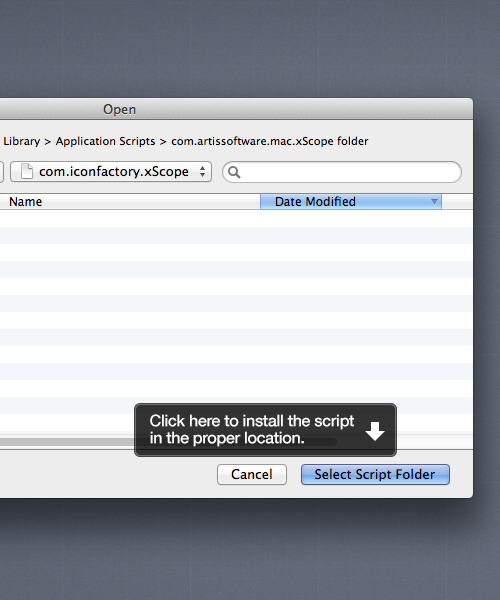 Open
Library > Application Scripts > com.artissoftware.mac.xScope folder
com.iconfactory.xScope
Name Date Modified
Click here to install the script
in the proper location.
Cancel Select Script Folder